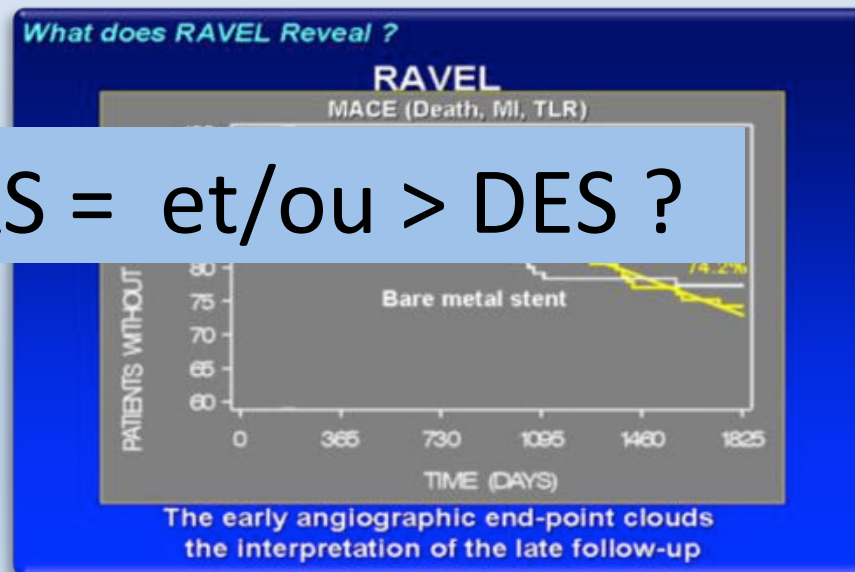 What does RAVEL Reveal ?
RAVEL
MACE (Death, MI, TLR)
S = et/ou > DES ?
74.2%
80
Bare metal stent
75
70
65
60
PATIENTS WITHOUT
0 365 730 1095 1460 1825
TIME (DAYS)
The early angiographic end-point clouds
the interpretation of the late follow-up